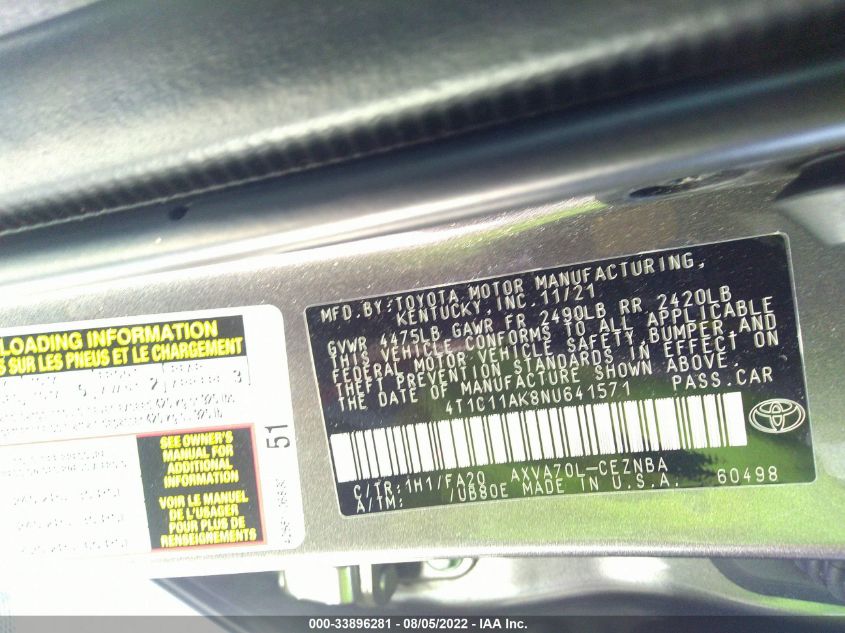 MFD. BY: TOYOTA MOTOR MANUFACTURING,
KENTUCKY, INC. 11/21
GVWR 4475LB GAWR FR 2490LB RR 2420LB
THIS VEHICLE CONFORMS TO ALL APPLICABLE
FEDERAL MOTOR VEHICLE SAFETY, BUMPER, AND
THEFT PREVENTION STANDARDS IN EFFECT ON
THE DATE OF MANUFACTURE SHOWN ABOVE.
4T1C11AK8NU641571 PASS.CAR
C/TR: 1H1/FA20 AXVA70L-CEZNBA
A/TM: /UB80E MADE IN U.S.A. 60498
LOADING INFORMATION
SUR LES PNEUS ET LE CHARGEMENT
5 2 3
51
SEE OWNER'S
MANUAL FOR
ADDITIONAL
INFORMATION
VOIR LE MANUEL
DE L'USAGER
POUR PLUS DE
RENSEIGNEMENTS
000-33896281 - 08/05/2022 - IAA Inc.